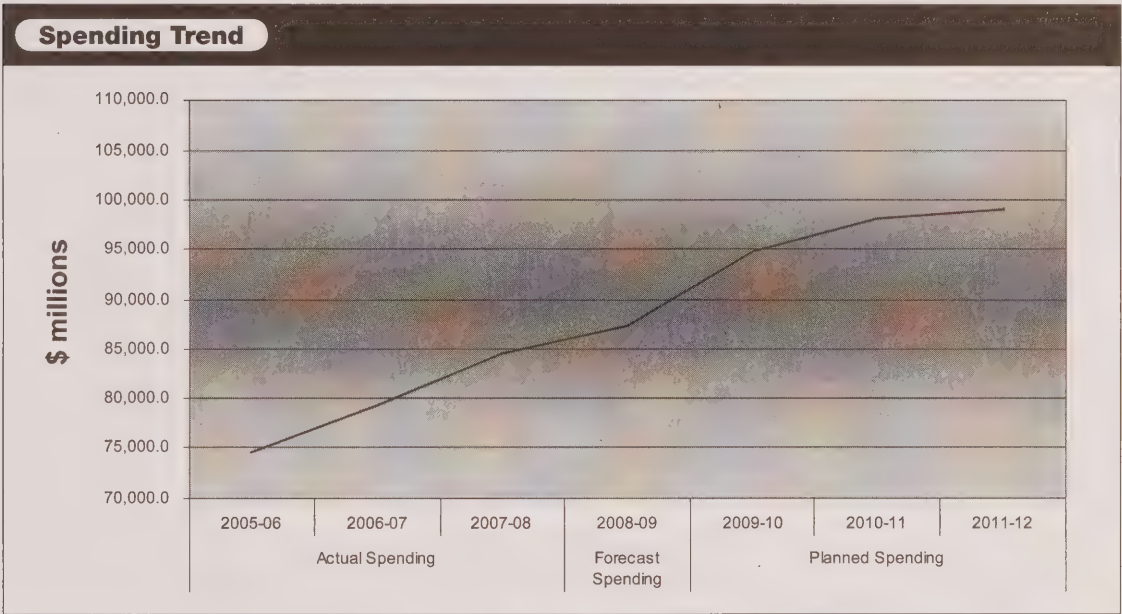 Spending Trend
110,000.0
105,000.0
100,000.0
95,000.0
90,000.0
85,000.0
80,000.0
75,000.0
70,000.0
$ millions
2005-06 2006-07 2007-08 2008-09 2009-10 2010-11 2011-12
Actual Spending Forecast Spending Planned Spending